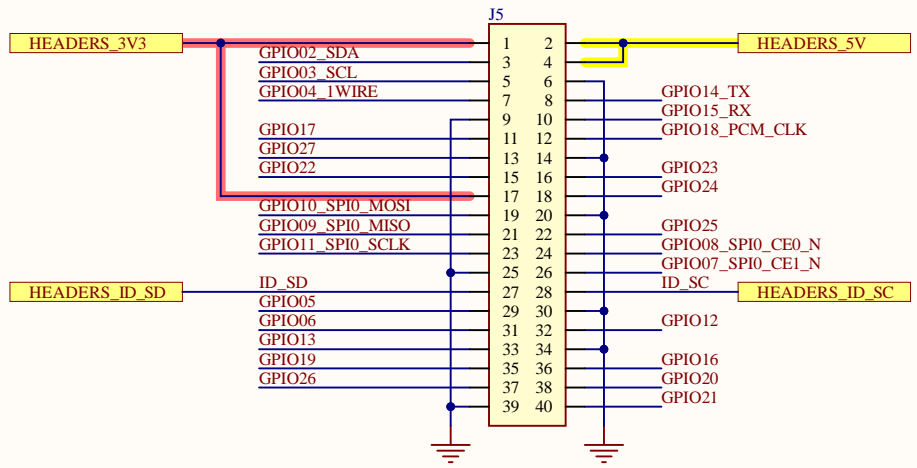 J5
HEADERS_3V3 1 2 HEADERS_5V
GPIO02_SDA 3 4
GPIO03_SCL 5 6
GPIO04_1WIRE 7 8 GPIO14_TX
9 10 GPIO15_RX
GPIO17 11 12 GPIO18_PCM_CLK
GPIO27 13 14
GPIO22 15 16 GPIO23
17 18 GPIO24
GPIO10_SPI0_MOSI 19 20
GPIO09_SPI0_MISO 21 22 GPIO25
GPIO11_SPI0_SCLK 23 24 GPIO08_SPI0_CE0_N
25 26 GPIO07_SPI0_CE1_N
HEADERS_ID_SD ID_SD 27 28 ID_SC HEADERS_ID_SC
GPIO05 29 30
GPIO06 31 32 GPIO12
GPIO13 33 34
GPIO19 35 36 GPIO16
GPIO26 37 38 GPIO20
39 40 GPIO21